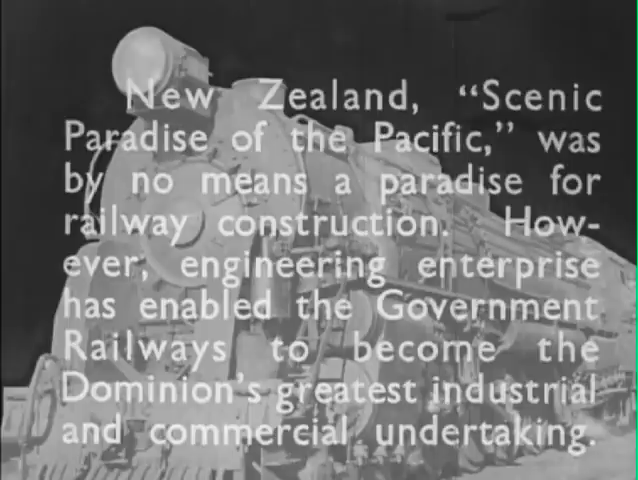 New Zealand, “Scenic
Paradise of the Pacific,” was
by no means a paradise for
railway construction. How-
ever, engineering enterprise
has enabled the Government
Railways to become the
Dominion’s greatest industrial
and commercial undertaking.